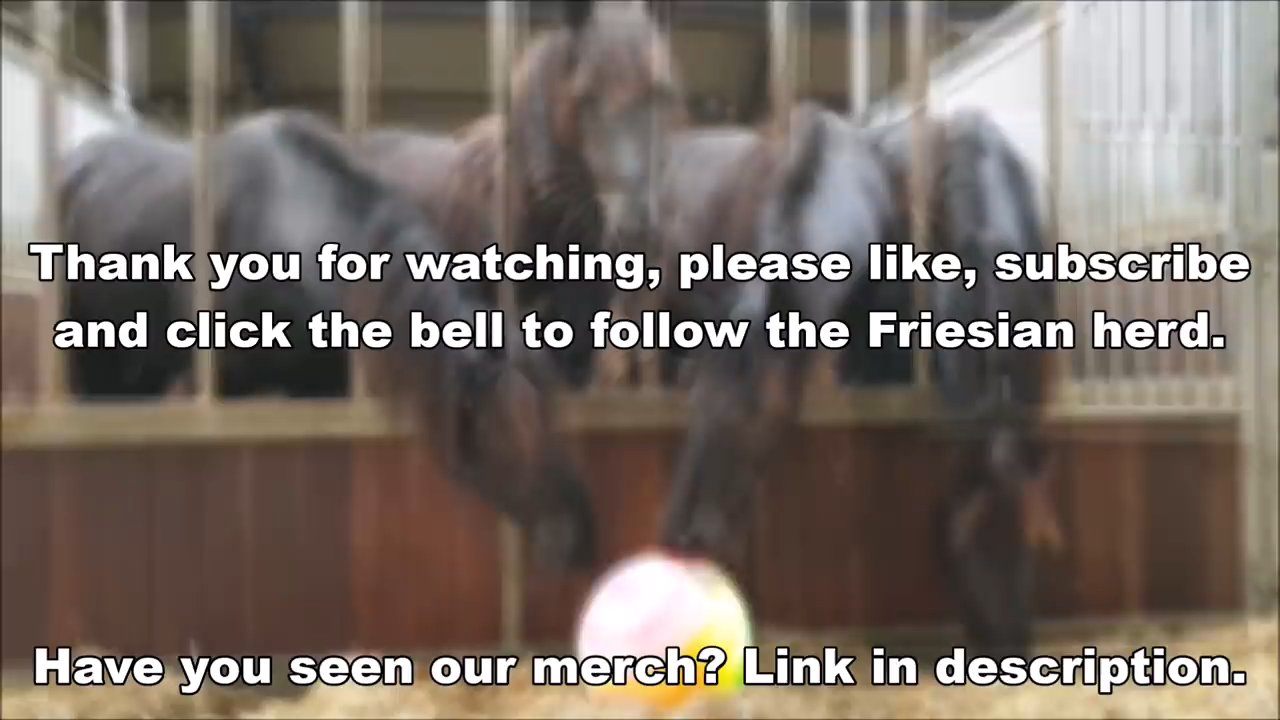 Thank you for watching, please like, subscribe
and click the bell to follow the Friesian herd.
Have you seen our merch? Link in description.